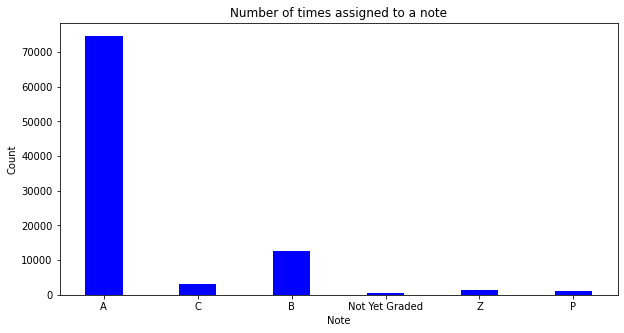 Number of times assigned to a note
Count
70000
60000
50000
40000
30000
20000
10000
0
A C B Not Yet Graded Z P
Note